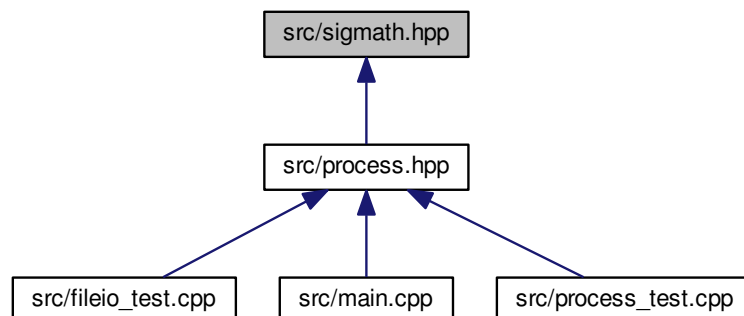 src/sigmath.hpp
src/process.hpp
src/fileio_test.cpp
src/main.cpp
src/process_test.cpp